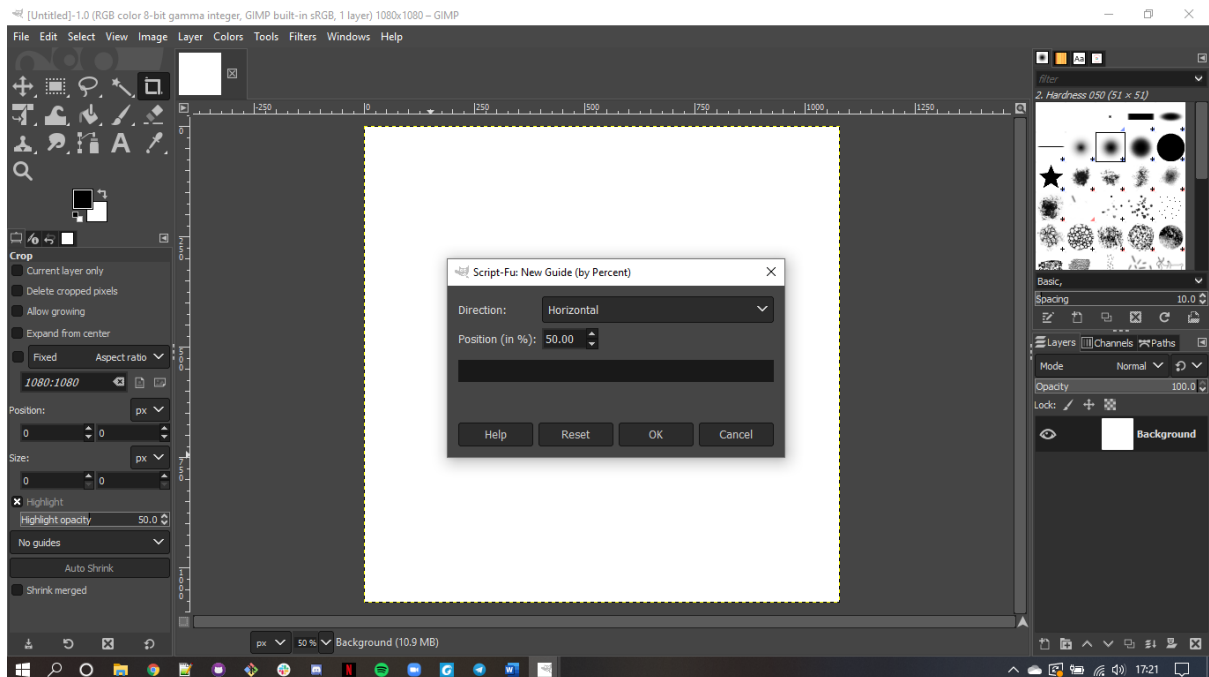 [Untitled]-1.0 (RGB color 8-bit gamma integer, GIMP built-in sRGB, 1 layer) 1080x1080 – GIMP
File Edit Select View Image Layer Colors Tools Filters Windows Help
filter
2. Hardness 050 (51 × 51)
-250 0 250 500 750 1000 1250
0
250
500
750
1000
Crop
Current layer only
Delete cropped pixels
Allow growing
Expand from center
Fixed Aspect ratio
1080:1080
Position: px
0 0
Size: px
0 0
Highlight
Highlight opacity 50.0
No guides
Auto Shrink
Shrink merged
Script-Fu: New Guide (by Percent)
Direction: Horizontal
Position (in %): 50.00
Help Reset OK Cancel
Basic,
Spacing 10.0
Layers Channels Paths
Mode Normal
Opacity 100.0
Lock:
Background
px 50 % Background (10.9 MB)
17:21